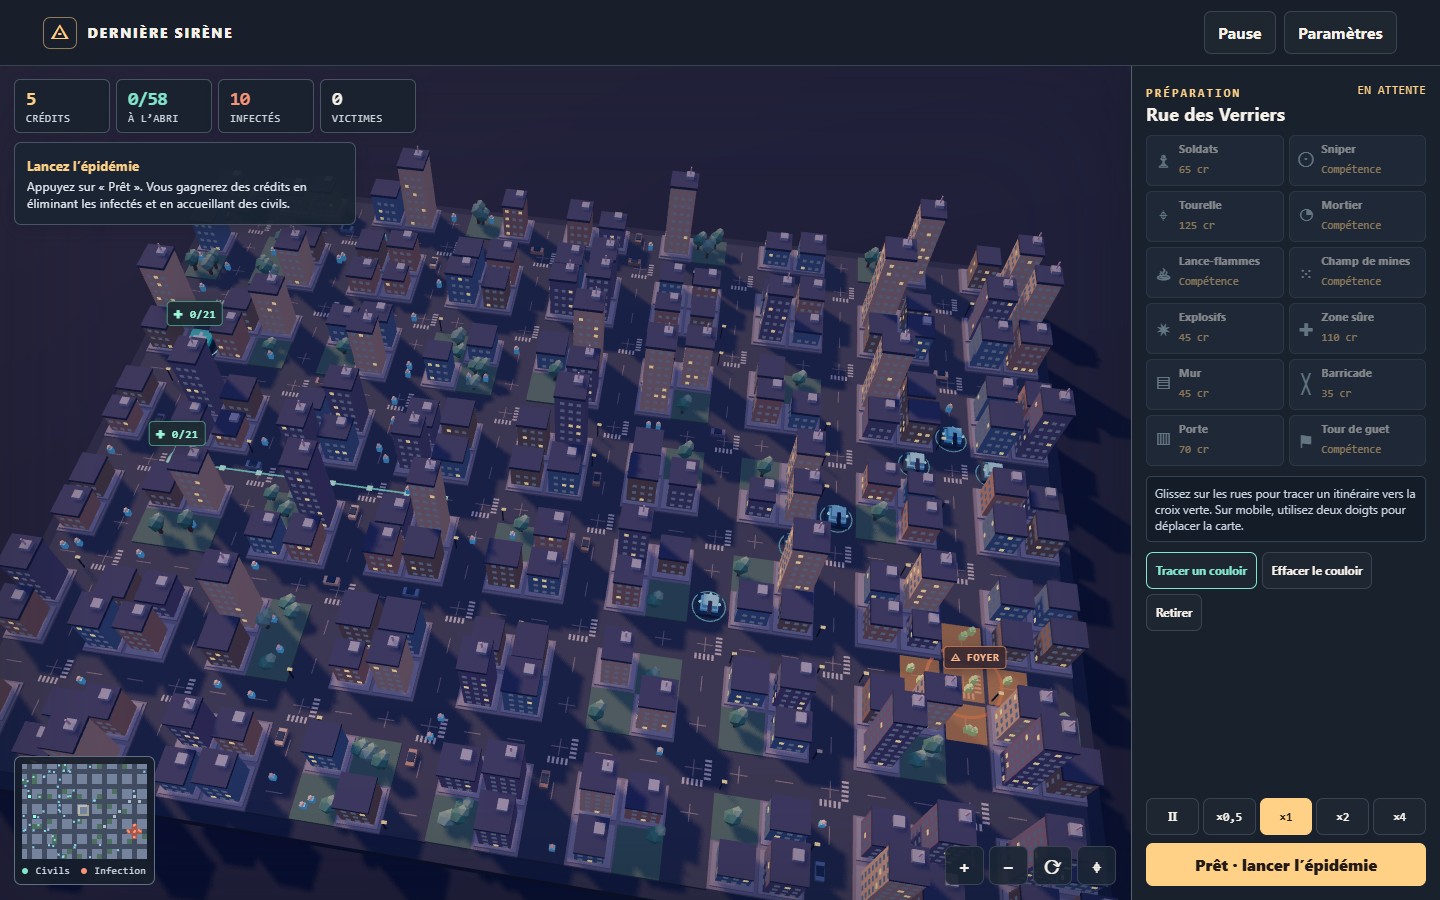 DERNIÈRE SIRÈNE
Pause
Paramètres
5
CRÉDITS
0/58
À L’ABRI
10
INFECTÉS
0
VICTIMES
Lancez l’épidémie
Appuyez sur « Prêt ». Vous gagnerez des crédits en
éliminant les infectés et en accueillant des civils.
0/21
0/21
FOYER
Civils
Infection
+
−
PRÉPARATION
EN ATTENTE
Rue des Verriers
Soldats
65 cr
Sniper
Compétence
Tourelle
125 cr
Mortier
Compétence
Lance-flammes
Compétence
Champ de mines
Compétence
Explosifs
45 cr
Zone sûre
110 cr
Mur
45 cr
Barricade
35 cr
Porte
70 cr
Tour de guet
Compétence
Glissez sur les rues pour tracer un itinéraire vers la
croix verte. Sur mobile, utilisez deux doigts pour
déplacer la carte.
Tracer un couloir
Effacer le couloir
Retirer
II
×0,5
×1
×2
×4
Prêt · lancer l’épidémie